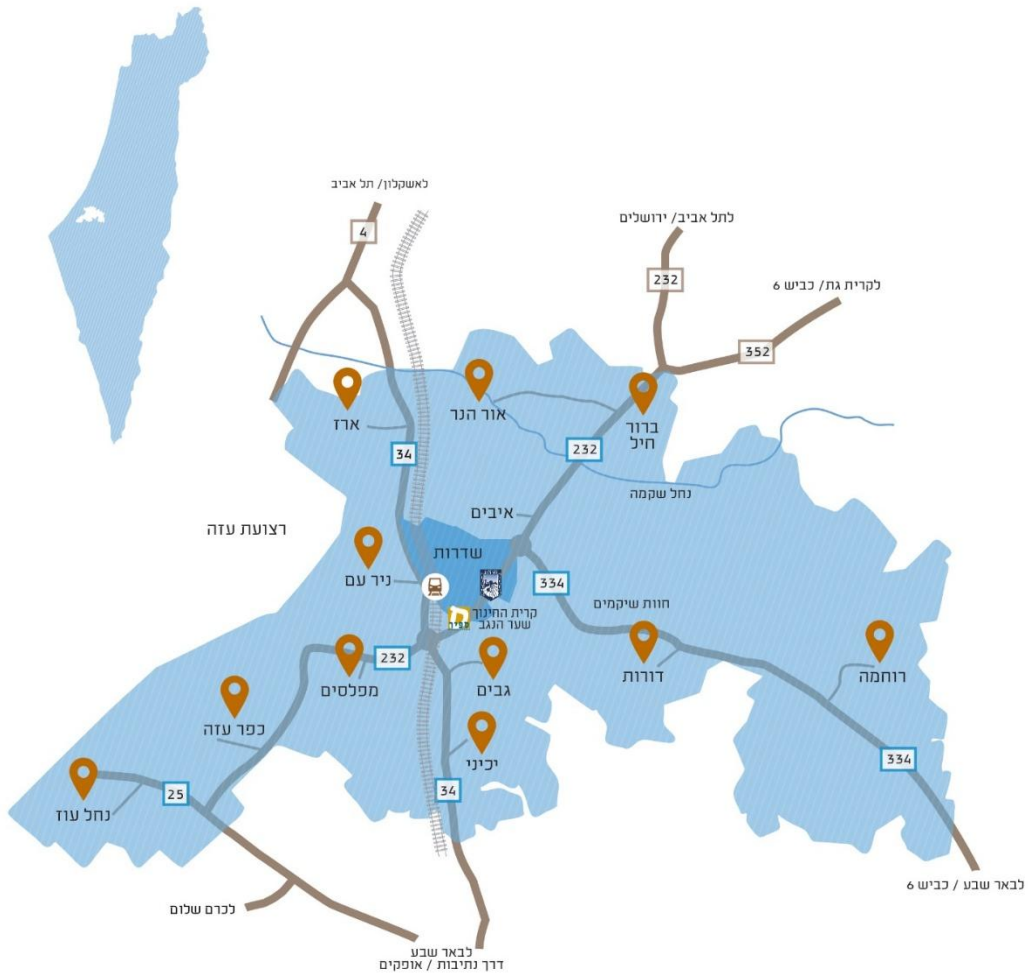 לאשקלון/ תל אביב
4
לתל אביב/ ירושלים
232
לקרית גת/ כביש 6
352
ארז
אור הנר
ברור
חיל
34
232
נחל שקמה
איבים
רצועת עזה
שדרות
ניר עם
334
קרית החינוך
שער הנגב
חוות שיקמים
232
מפלסים
גבים
דורות
רוחמה
כפר עזה
יכיני
334
25
34
נחל עוז
לבאר שבע / כביש 6
לכרם שלום
לבאר שבע
דרך נתיבות / אופקים